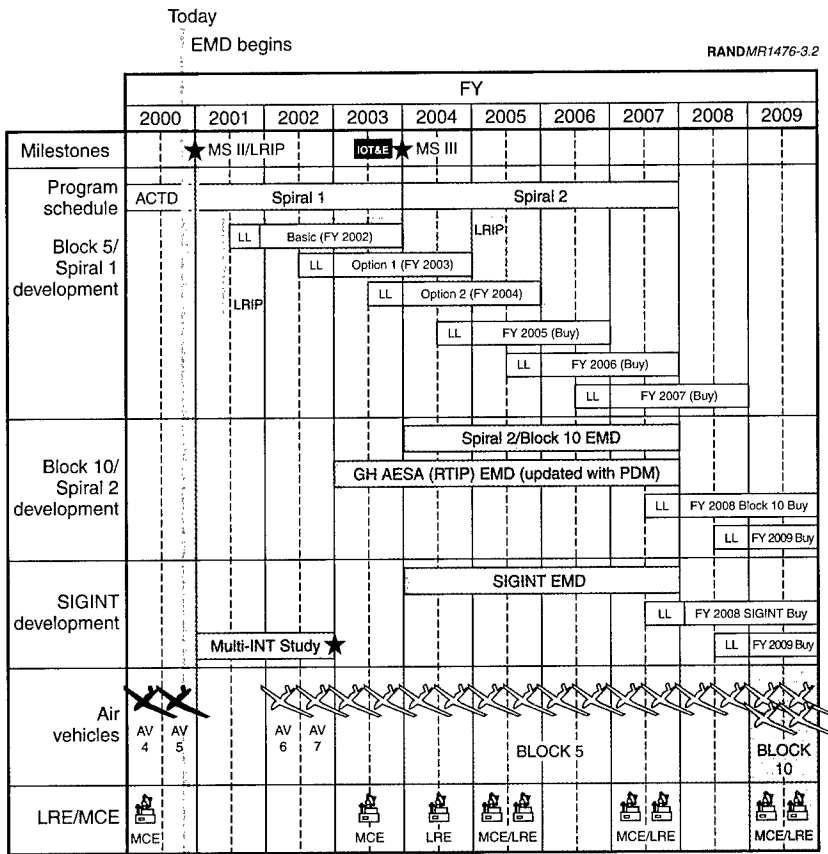 Today
EMD begins
RANDMR1476-3.2
FY
2000 2001 2002 2003 2004 2005 2006 2007 2008 2009
Milestones
MS II/LRIP
IOT&E
MS III
Program schedule
ACTD
Spiral 1
Spiral 2
Block 5/
Spiral 1
development
LL Basic (FY 2002)
LRIP
LL Option 1 (FY 2003)
LRIP
LL Option 2 (FY 2004)
LL FY 2005 (Buy)
LL FY 2006 (Buy)
LL FY 2007 (Buy)
Block 10/
Spiral 2
development
Spiral 2/Block 10 EMD
GH AESA (RTIP) EMD (updated with PDM)
LL FY 2008 Block 10 Buy
LL FY 2009 Buy
SIGINT
development
SIGINT EMD
LL FY 2008 SIGINT Buy
Multi-INT Study
LL FY 2009 Buy
Air
vehicles
AV
4
AV
5
AV
6
AV
7
BLOCK 5
BLOCK
10
LRE/MCE
MCE
MCE
LRE
MCE/LRE
MCE/LRE
MCE/LRE